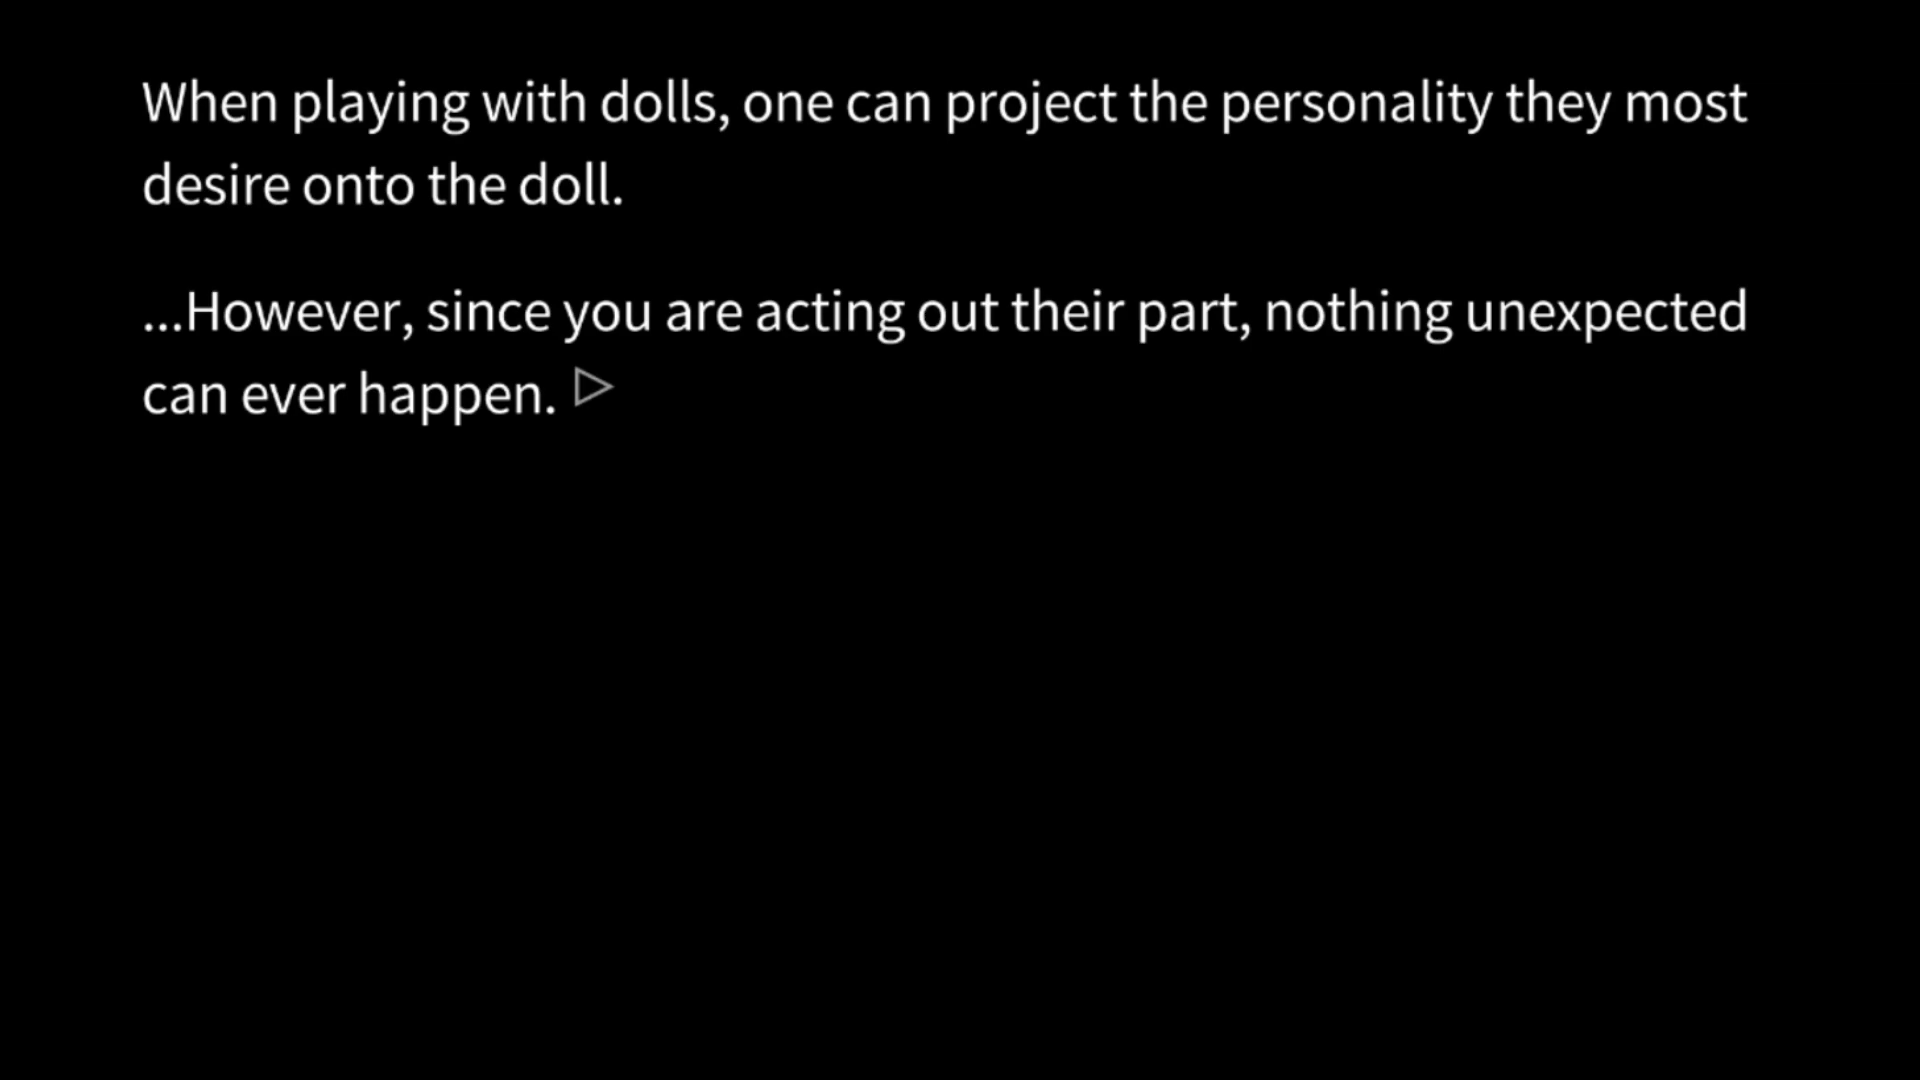 When playing with dolls, one can project the personality they most
desire onto the doll.
...However, since you are acting out their part, nothing unexpected
can ever happen.